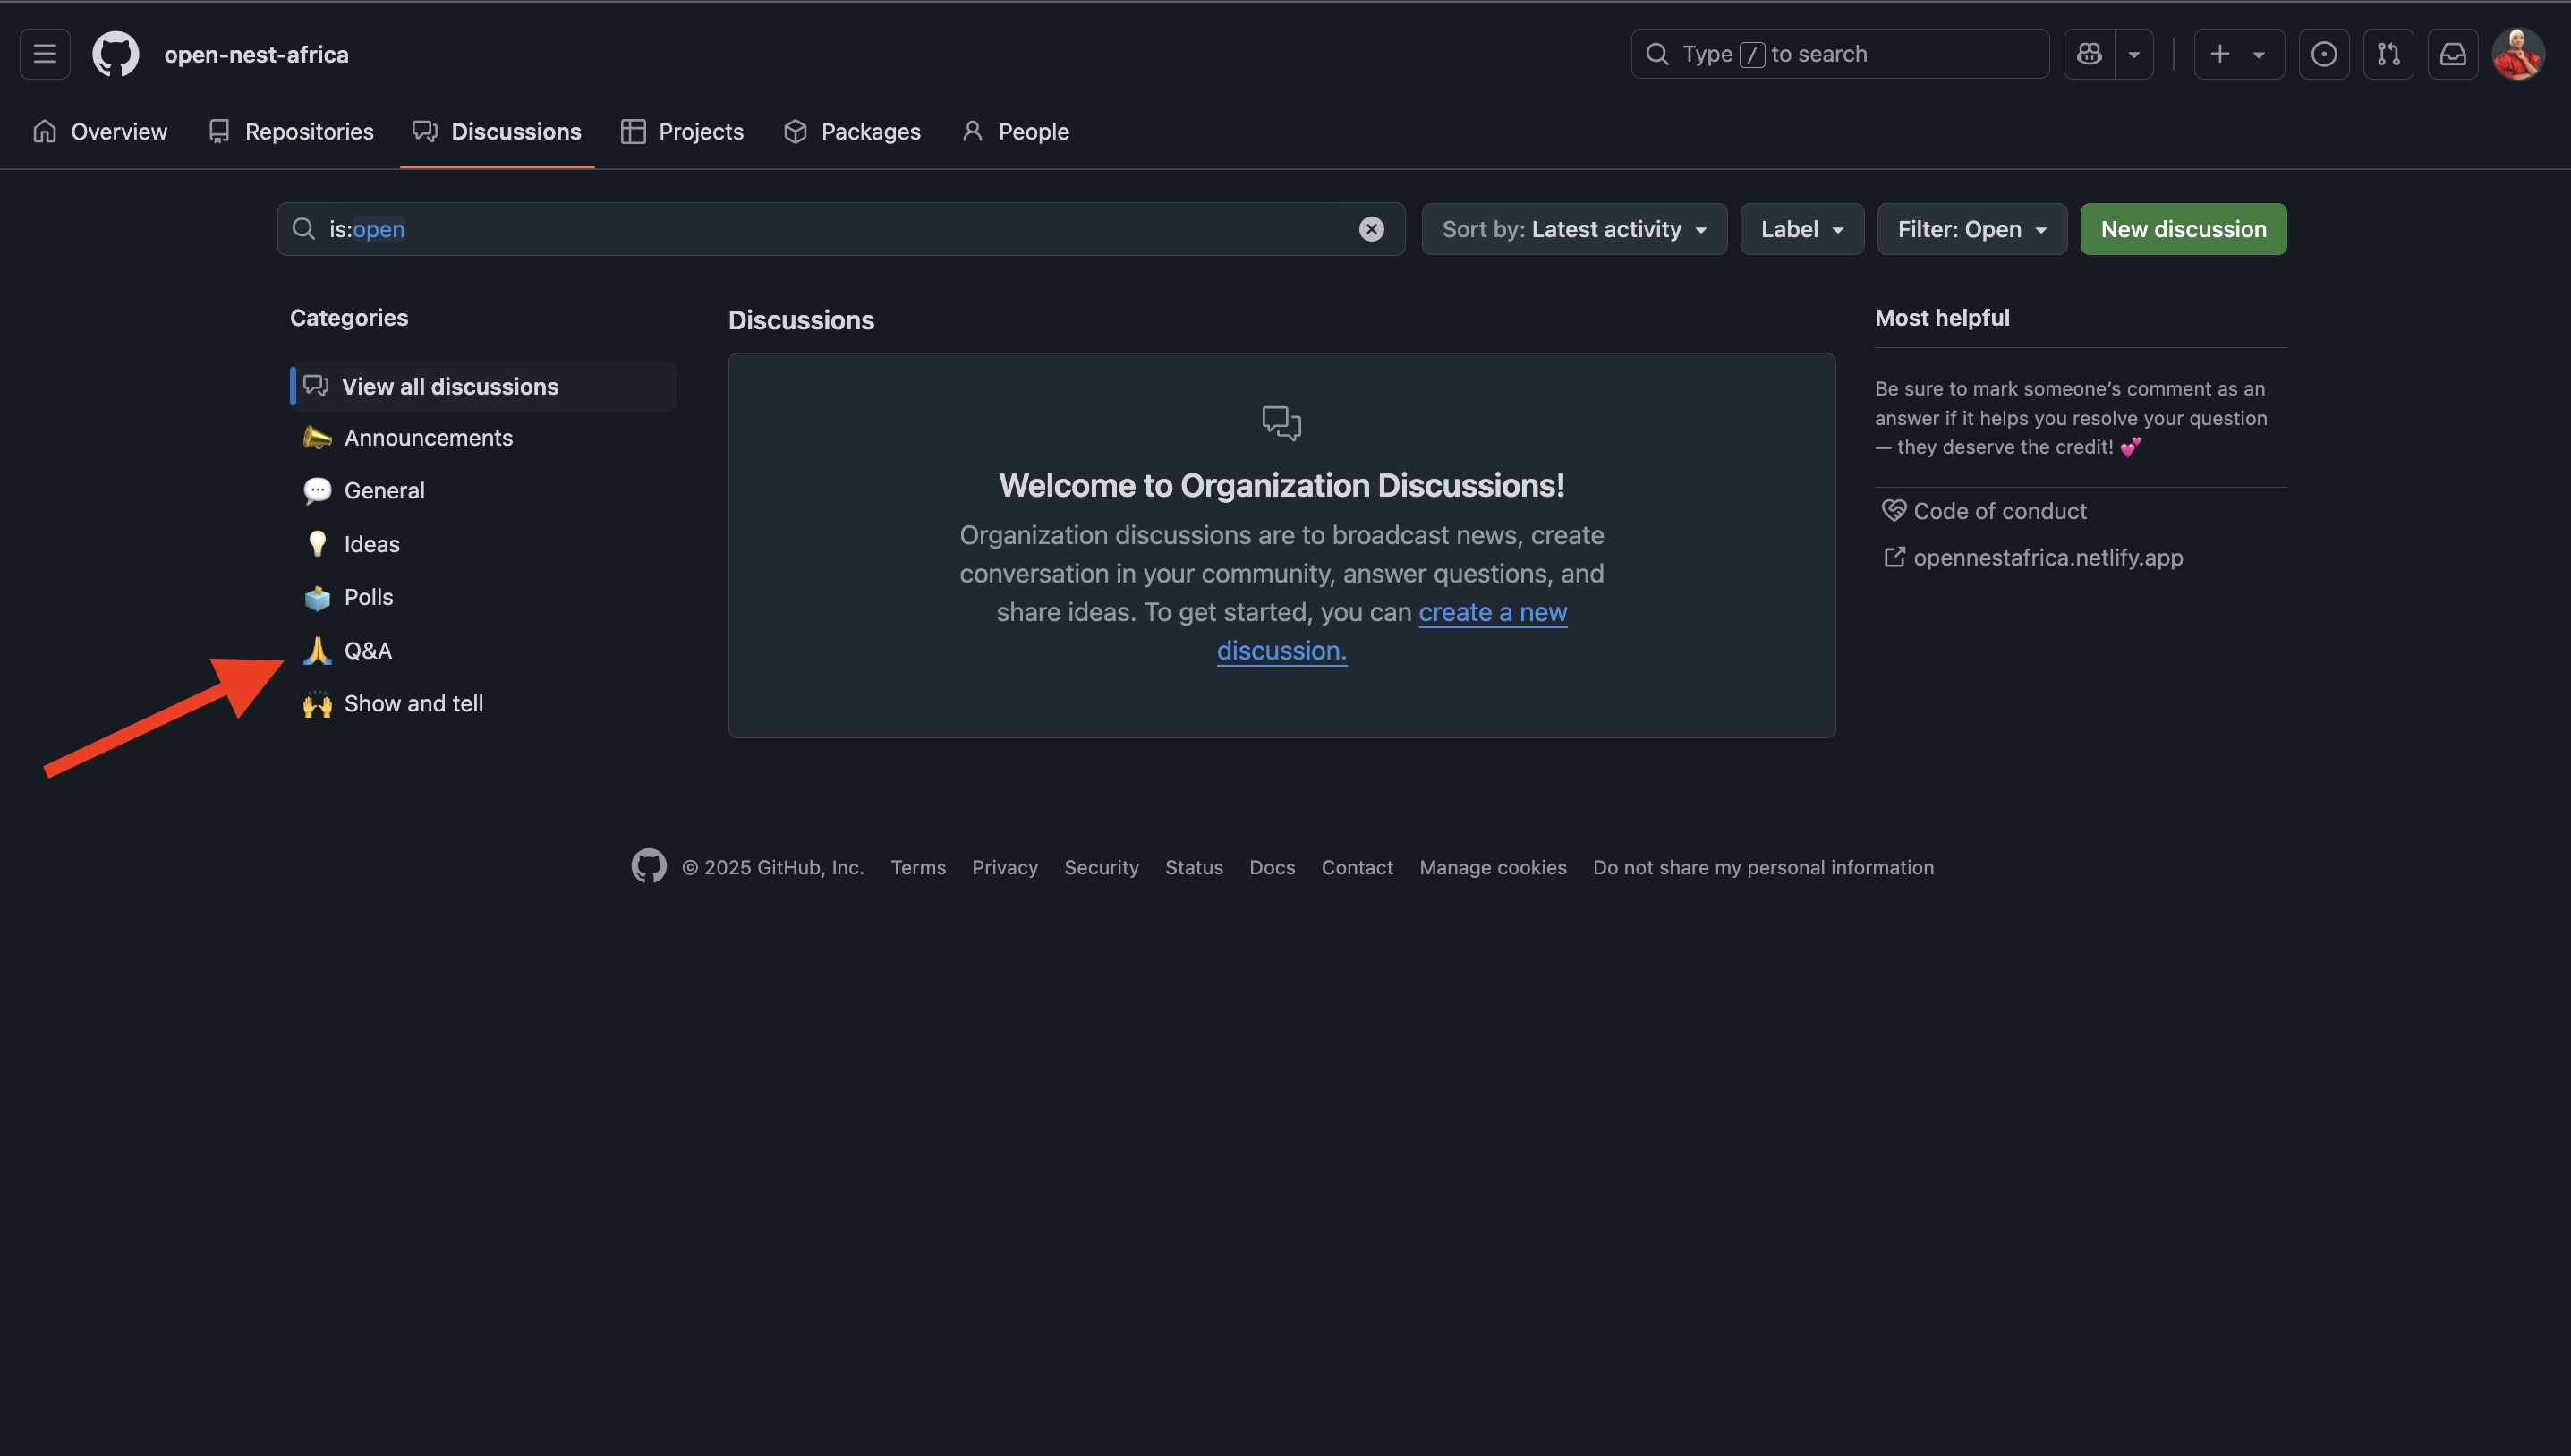 open-nest-africa
Type / to search
Overview
Repositories
Discussions
Projects
Packages
People
is:open
Sort by: Latest activity
Label
Filter: Open
New discussion
Categories
View all discussions
Announcements
General
Ideas
Polls
Q&A
Show and tell
Discussions
Welcome to Organization Discussions!
Organization discussions are to broadcast news, create
conversation in your community, answer questions, and
share ideas. To get started, you can create a new
discussion.
Most helpful
Be sure to mark someone’s comment as an
answer if it helps you resolve your question
— they deserve the credit! 💕
Code of conduct
opennestafrica.netlify.app
© 2025 GitHub, Inc.
Terms
Privacy
Security
Status
Docs
Contact
Manage cookies
Do not share my personal information